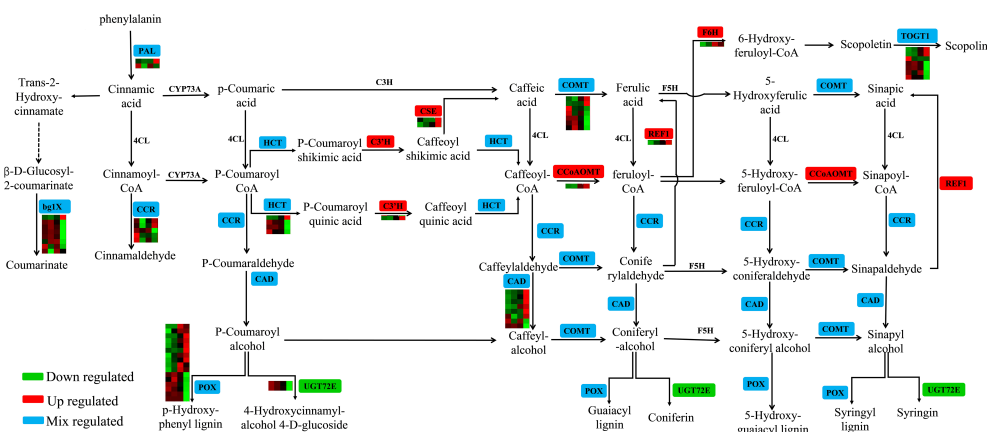 phenylalanin
PAL
F6H
6-Hydroxy-
feruloyl-CoA
Scopoletin
TOGT1
Scopolin
Trans-2-
Hydroxy-
cinnamate
Cinnamic
acid
CYP73A
p-Coumaric
acid
C3H
Caffeic
acid
COMT
Ferulic
acid
F5H
5-
Hydroxyferulic
acid
COMT
Sinapic
acid
CSE
4CL
4CL
HCT
P-Coumaroyl
shikimic acid
C3'H
Caffeoyl
shikimic acid
HCT
4CL
4CL
REF1
4CL
4CL
β-D-Glucosyl-
2-coumarinate
Cinnamoyl-
CoA
CYP73A
P-Coumaroyl
CoA
Caffeoyl-
CoA
CCoAOMT
feruloyl-
CoA
5-Hydroxy-
feruloyl-CoA
CCoAOMT
Sinapoyl-
CoA
REF1
bg1X
CCR
HCT
P-Coumaroyl
quinic acid
C3'H
Caffeoyl
quinic acid
HCT
CCR
CCR
CCR
CCR
CCR
Coumarinate
Cinnamaldehyde
P-Coumaraldehyde
Caffeylaldehyde
COMT
Conife
rylaldehyde
F5H
5-Hydroxy-
coniferaldehyde
COMT
Sinapaldehyde
CAD
CAD
CAD
CAD
CAD
P-Coumaroyl
alcohol
Caffeyl-
alcohol
COMT
Coniferyl
-alcohol
F5H
5-Hydroxy-
coniferyl alcohol
COMT
Sinapyl
alcohol
Down regulated
Up regulated
Mix regulated
POX
UGT72E
POX
UGT72E
POX
POX
UGT72E
p-Hydroxy-
phenyl lignin
4-Hydroxycinnamyl-
alcohol 4-D-glucoside
Guaiacyl
lignin
Coniferin
5-Hydroxy-
guaiacyl lignin
Syringyl
lignin
Syringin